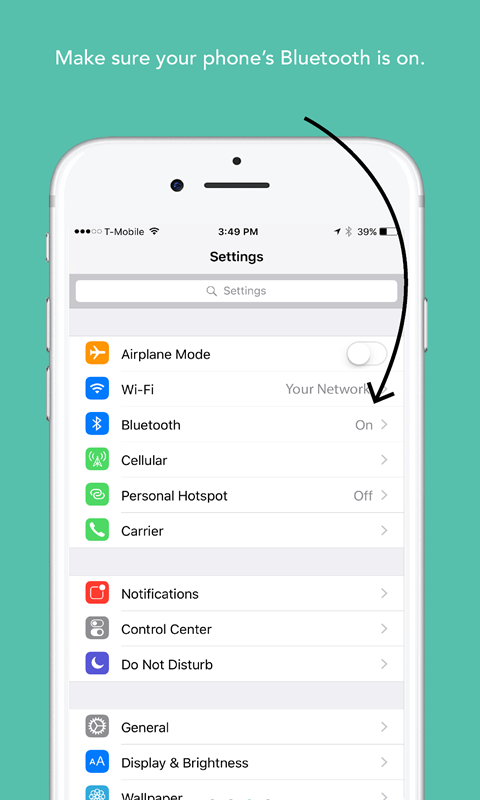 Make sure your phone’s Bluetooth is on.
T-Mobile 3:49 PM 39%
Settings
Settings
Airplane Mode
Wi-Fi Your Network
Bluetooth On
Cellular
Personal Hotspot Off
Carrier
Notifications
Control Center
Do Not Disturb
General
AA Display & Brightness
Wallpaper